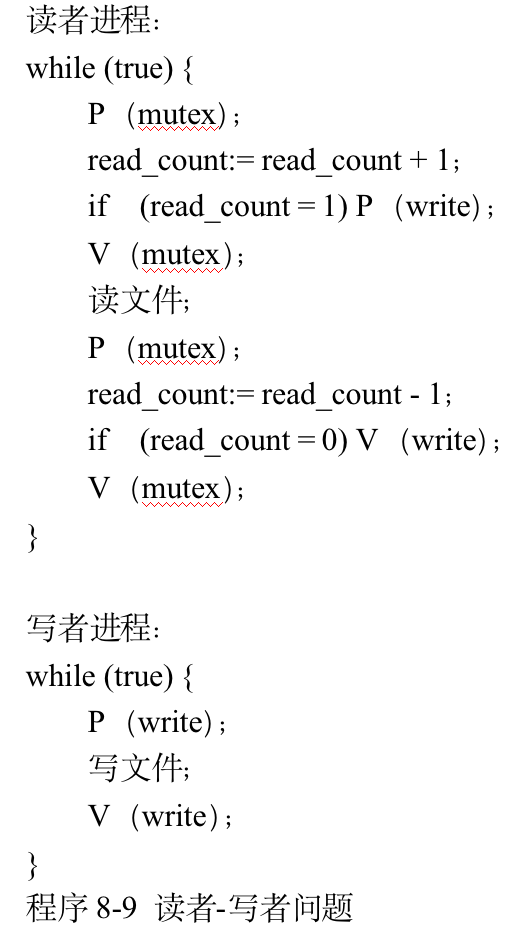 读者进程：
while (true) {
P（mutex）；
read_count:= read_count + 1；
if （read_count = 1) P （write）；
V（mutex）；
读文件；
P（mutex）；
read_count:= read_count - 1；
if （read_count = 0) V （write）；
V（mutex）；
}
写者进程：
while (true) {
P（write）；
写文件；
V（write）；
}
程序 8-9 读者-写者问题